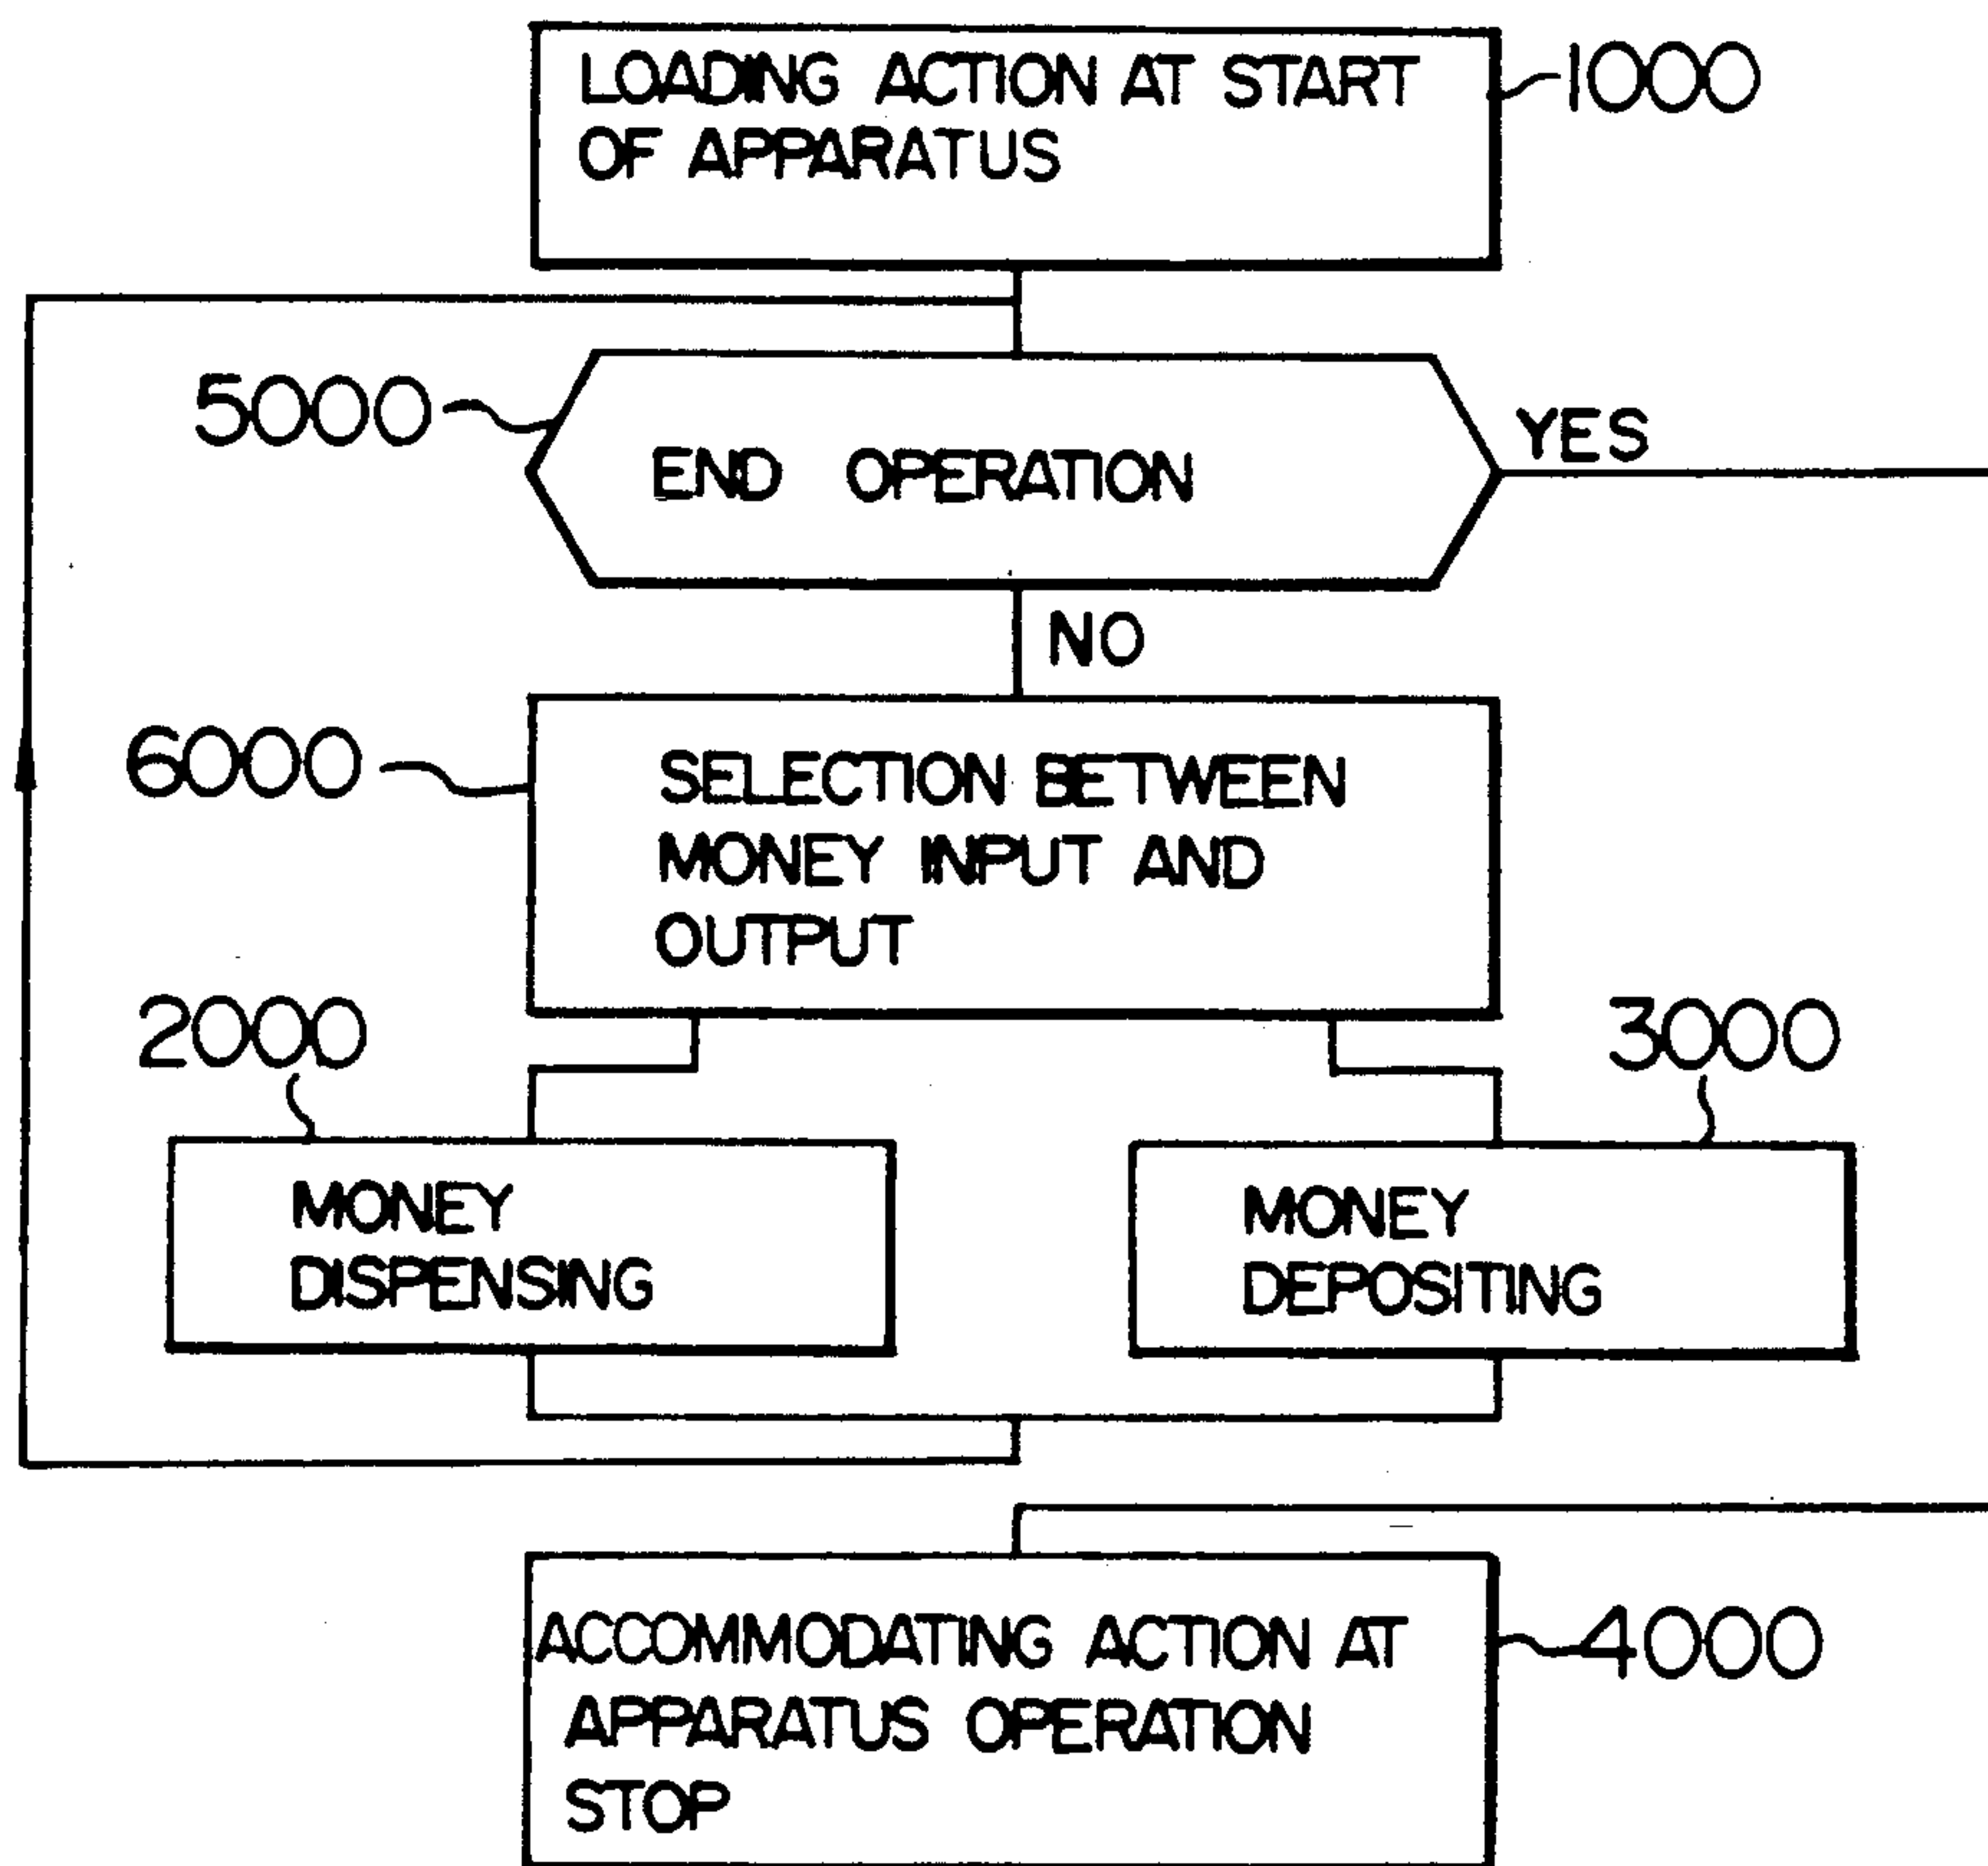 LOADING ACTION AT START
OF APPARATUS
1000
5000
END OPERATION
YES
NO
6000
SELECTION BETWEEN
MONEY INPUT AND
OUTPUT
2000
3000
MONEY
DISPENSING
MONEY
DEPOSITING
ACCOMMODATING ACTION AT
APPARATUS OPERATION
STOP
4000